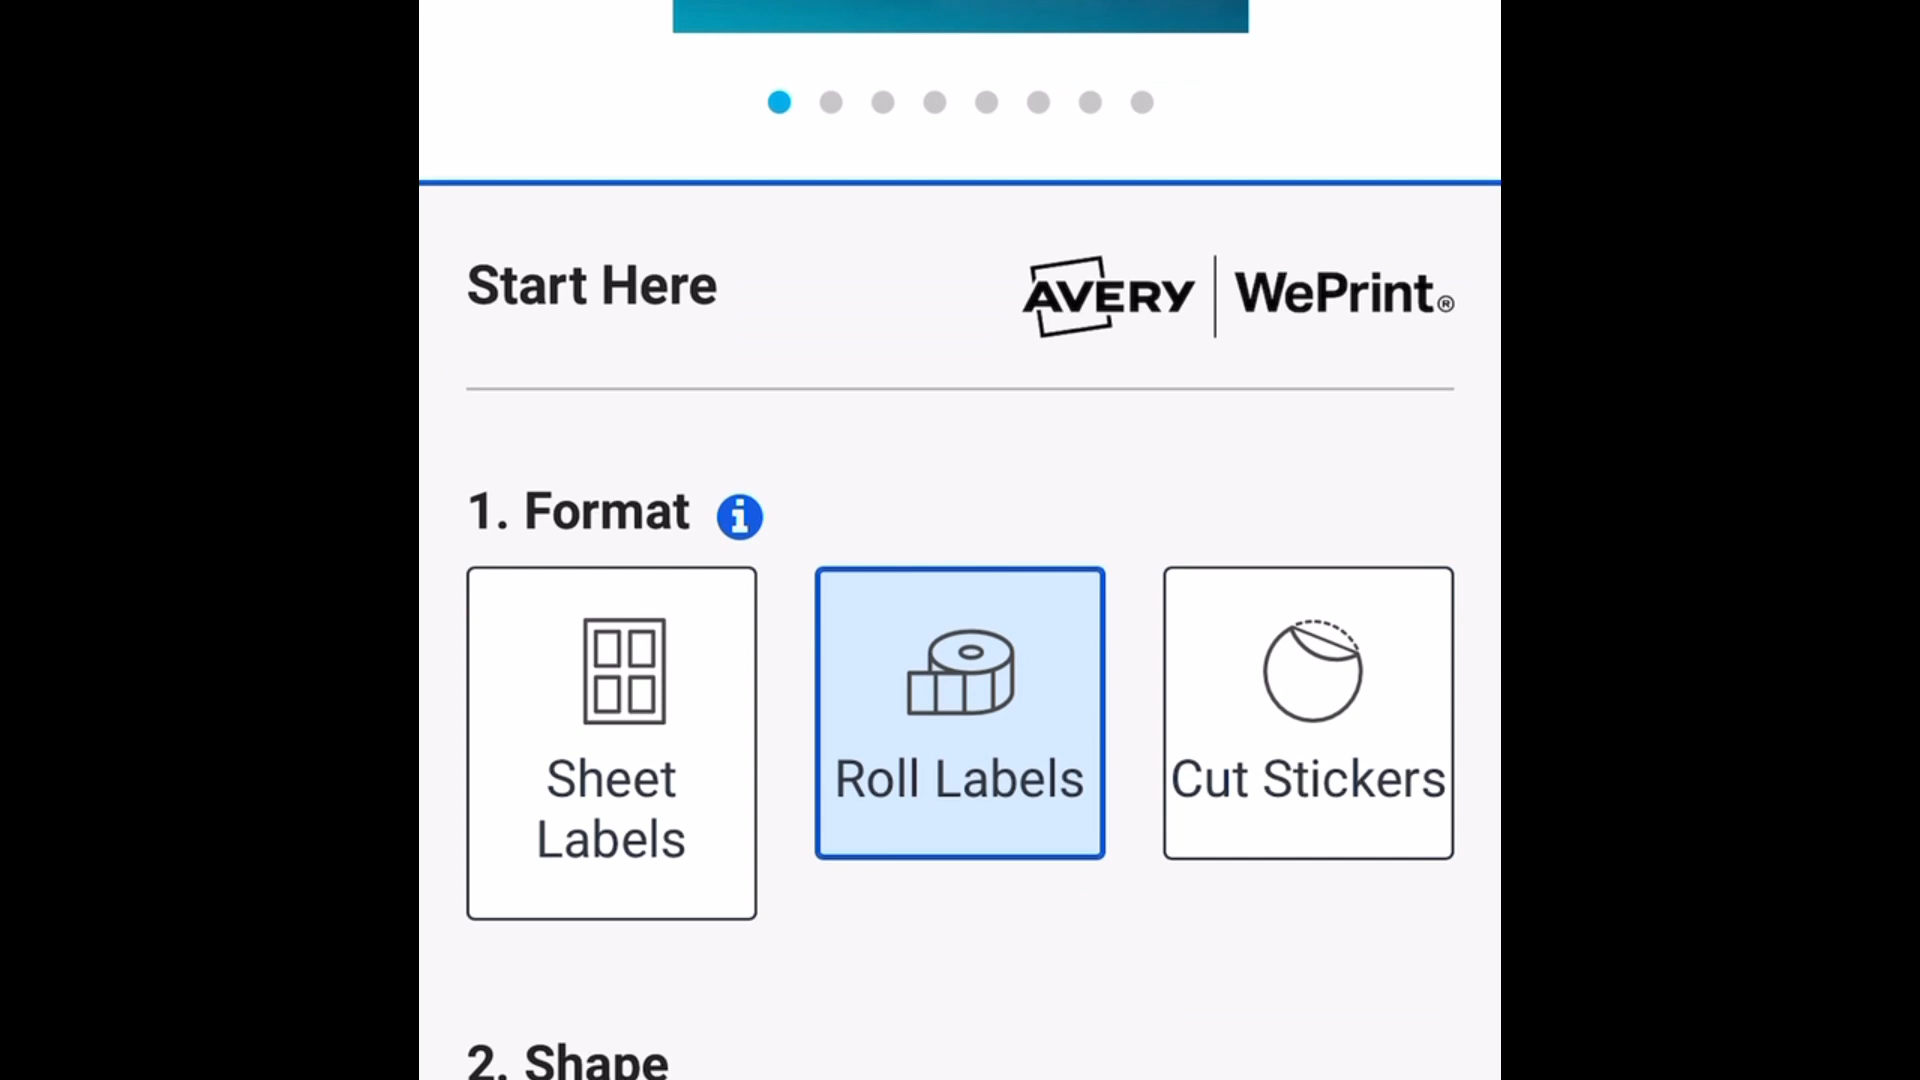 Start Here
AVERY | WePrint®
1. Format
Sheet
Labels
Roll Labels
Cut Stickers
2. Shape